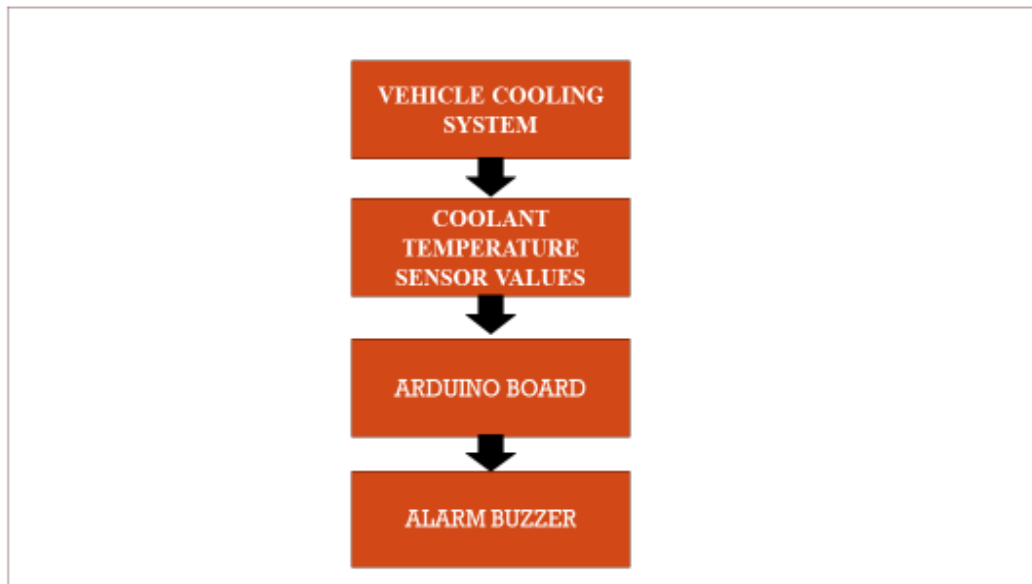 VEHICLE COOLING
SYSTEM
COOLANT
TEMPERATURE
SENSOR VALUES
ARDUINO BOARD
ALARM BUZZER